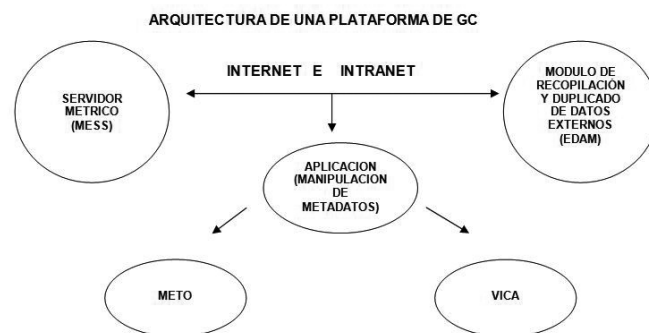 ARQUITECTURA DE UNA PLATAFORMA DE GC
INTERNET E INTRANET
SERVIDOR
METRICO
(MESS)
MODULO DE
RECOPILACIÓN
Y DUPLICADO
DE DATOS
EXTERNOS
(EDAM)
APLICACION
(MANIPULACION
DE
METADATOS)
METO
VICA